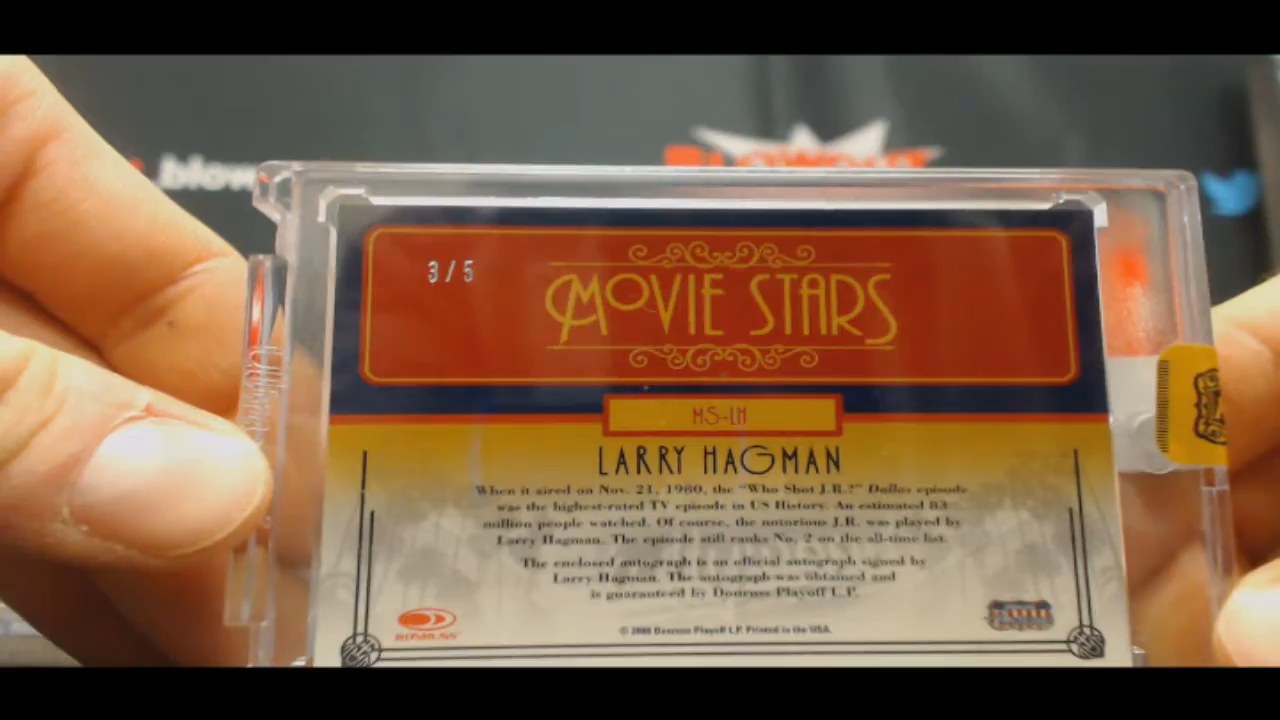 .blow
BLOWOUT
3/5
MOVIE STARS
MS-LH
LARRY HAGMAN
When it aired on Nov. 21, 1980, the "Who Shot J.R.?" Dallas episode
was the highest-rated TV episode in US History. An estimated 83
million people watched. Of course, the notorious J.R. was played by
Larry Hagman. The episode still ranks No. 2 on the all-time list.
The enclosed autograph is an official autograph signed by
Larry Hagman. The autograph was obtained and
is guaranteed by Donruss Playoff L.P.
DONRUSS
Donruss Playoff L.P. Printed in the USA.